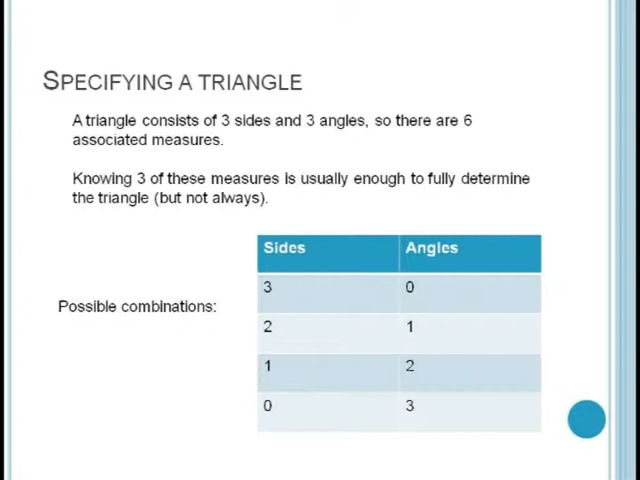 SPECIFYING A TRIANGLE
A triangle consists of 3 sides and 3 angles, so there are 6
associated measures.
Knowing 3 of these measures is usually enough to fully determine
the triangle (but not always).
Possible combinations:
Sides Angles
3 0
2 1
1 2
0 3